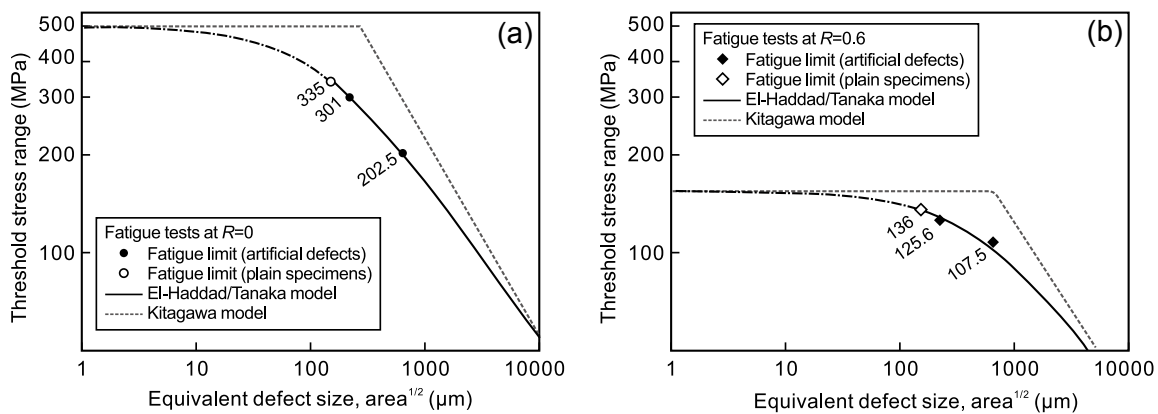 (a)
Threshold stress range (MPa)
500
400
300
200
100
335
301
202.5
Fatigue tests at R=0
Fatigue limit (artificial defects)
Fatigue limit (plain specimens)
El-Haddad/Tanaka model
Kitagawa model
1 10 100 1000 10000
Equivalent defect size, area1/2 (µm)
(b)
Threshold stress range (MPa)
500
400
300
200
100
Fatigue tests at R=0.6
Fatigue limit (artificial defects)
Fatigue limit (plain specimens)
El-Haddad/Tanaka model
Kitagawa model
136
125.6
107.5
1 10 100 1000 10000
Equivalent defect size, area1/2 (µm)